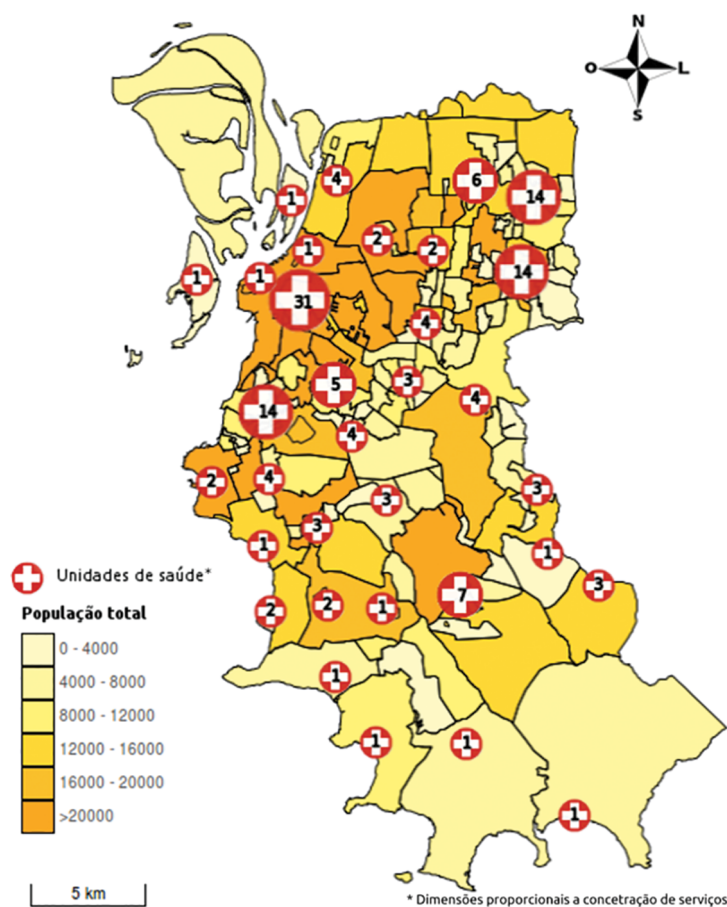 N
O L
S
4
6
14
1
1
2
2
1
1
14
31
4
5
3
4
14
4
2
4
3
3
3
1
1
3
7
2
2
1
1
1
1
1
Unidades de saúde*
População total
0 - 4000
4000 - 8000
8000 - 12000
12000 - 16000
16000 - 20000
>20000
5 km
* Dimensões proporcionais a concetração de serviços